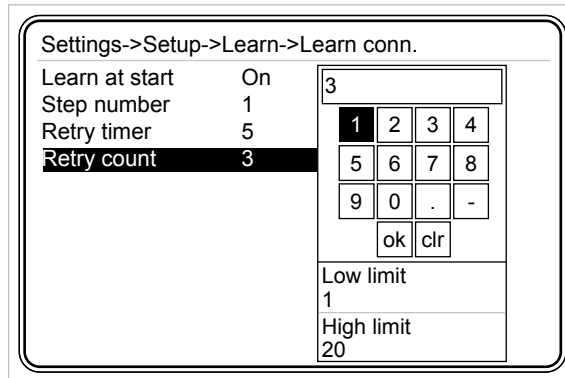 Settings->Setup->Learn->Learn conn.
Learn at start On
Step number 1
Retry timer 5
Retry count 3
3
1 2 3 4
5 6 7 8
9 0 . -
ok clr
Low limit
1
High limit
20